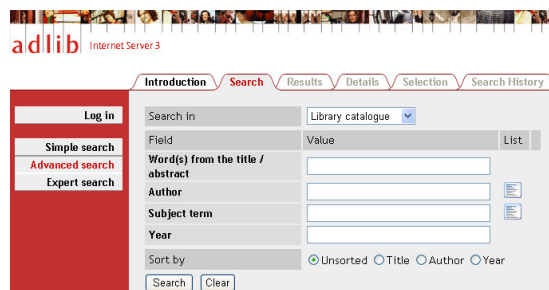 adlib Internet Server 3
Introduction Search Results Details Selection Search History
Log in
Simple search
Advanced search
Expert search
Search in Library catalogue
Field Value List
Word(s) from the title /
abstract
Author
Subject term
Year
Sort by Unsorted Title Author Year
Search Clear